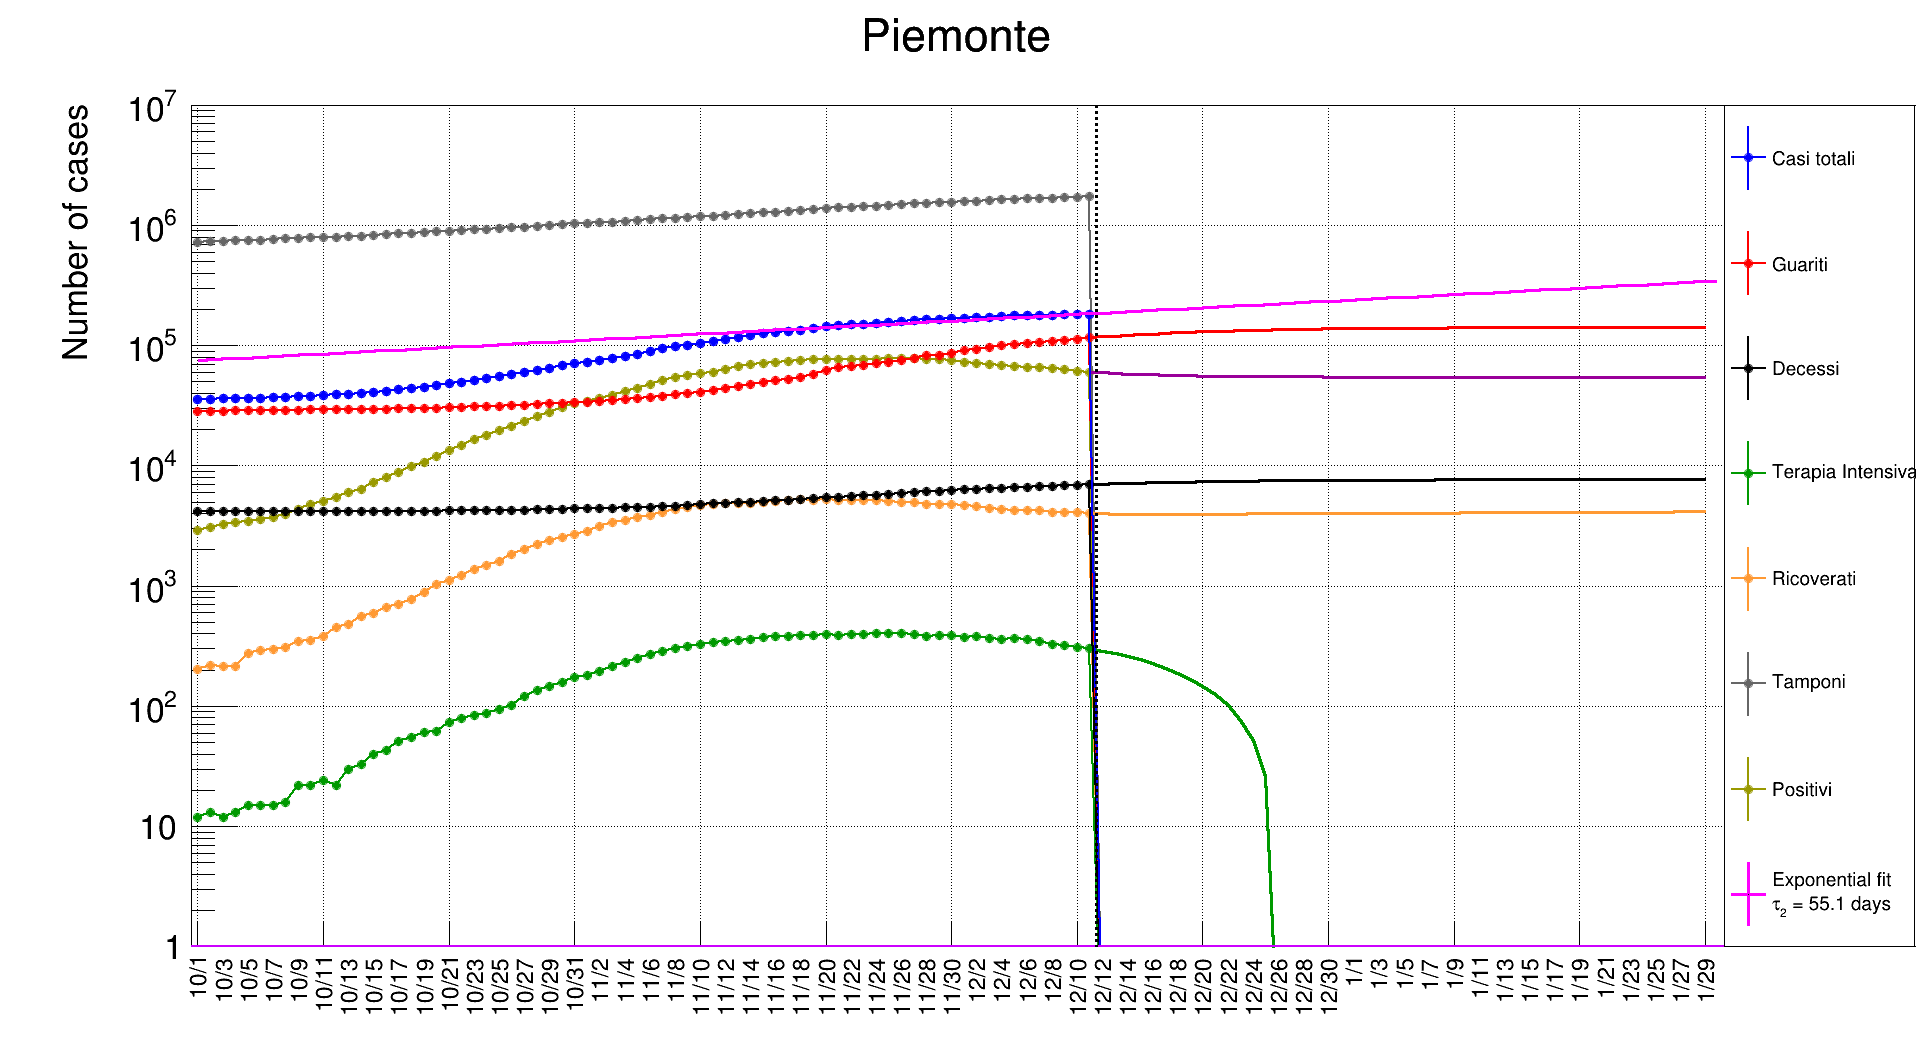 Piemonte
Number of cases
10^7
10^6
10^5
10^4
10^3
10^2
10
1
10/1 10/3 10/5 10/7 10/9 10/11 10/13 10/15 10/17 10/19 10/21 10/23 10/25 10/27 10/29 10/31 11/2 11/4 11/6 11/8 11/10 11/12 11/14 11/16 11/18 11/20 11/22 11/24 11/26 11/28 11/30 12/2 12/4 12/6 12/8 12/10 12/12 12/14 12/16 12/18 12/20 12/22 12/24 12/26 12/28 12/30 1/1 1/3 1/5 1/7 1/9 1/11 1/13 1/15 1/17 1/19 1/21 1/23 1/25 1/27 1/29
Casi totali
Guariti
Decessi
Terapia Intensiva
Ricoverati
Tamponi
Positivi
Exponential fit
τ₂ = 55.1 days